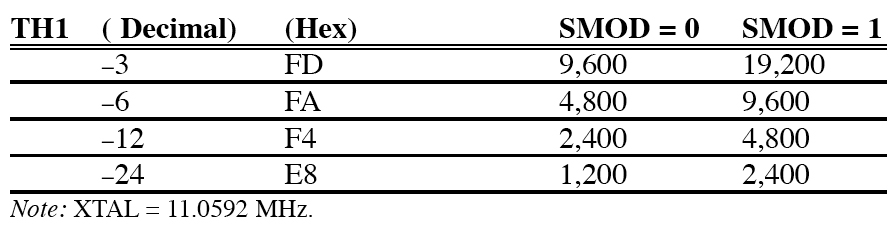 TH1 ( Decimal) (Hex) SMOD = 0 SMOD = 1
–3 FD 9,600 19,200
–6 FA 4,800 9,600
–12 F4 2,400 4,800
–24 E8 1,200 2,400
Note: XTAL = 11.0592 MHz.